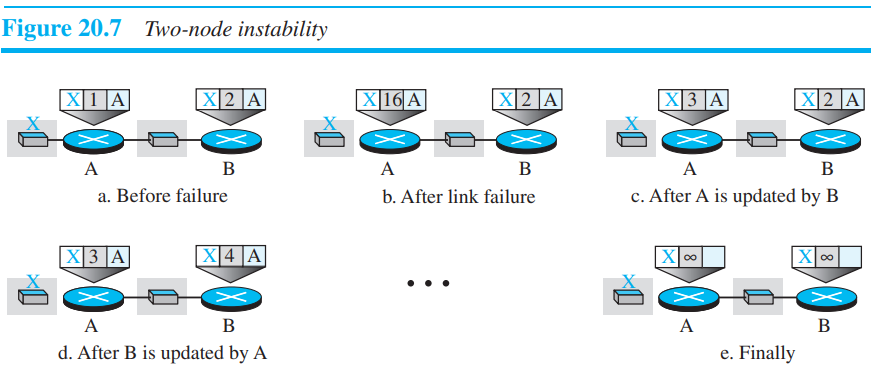 Figure 20.7 Two-node instability
X 1 A X 2 A X 16 A X 2 A X 3 A X 2 A
X X X
A B A B A B
a. Before failure b. After link failure c. After A is updated by B
X 3 A X 4 A X ∞ X ∞
X • • • X
A B A B
d. After B is updated by A e. Finally